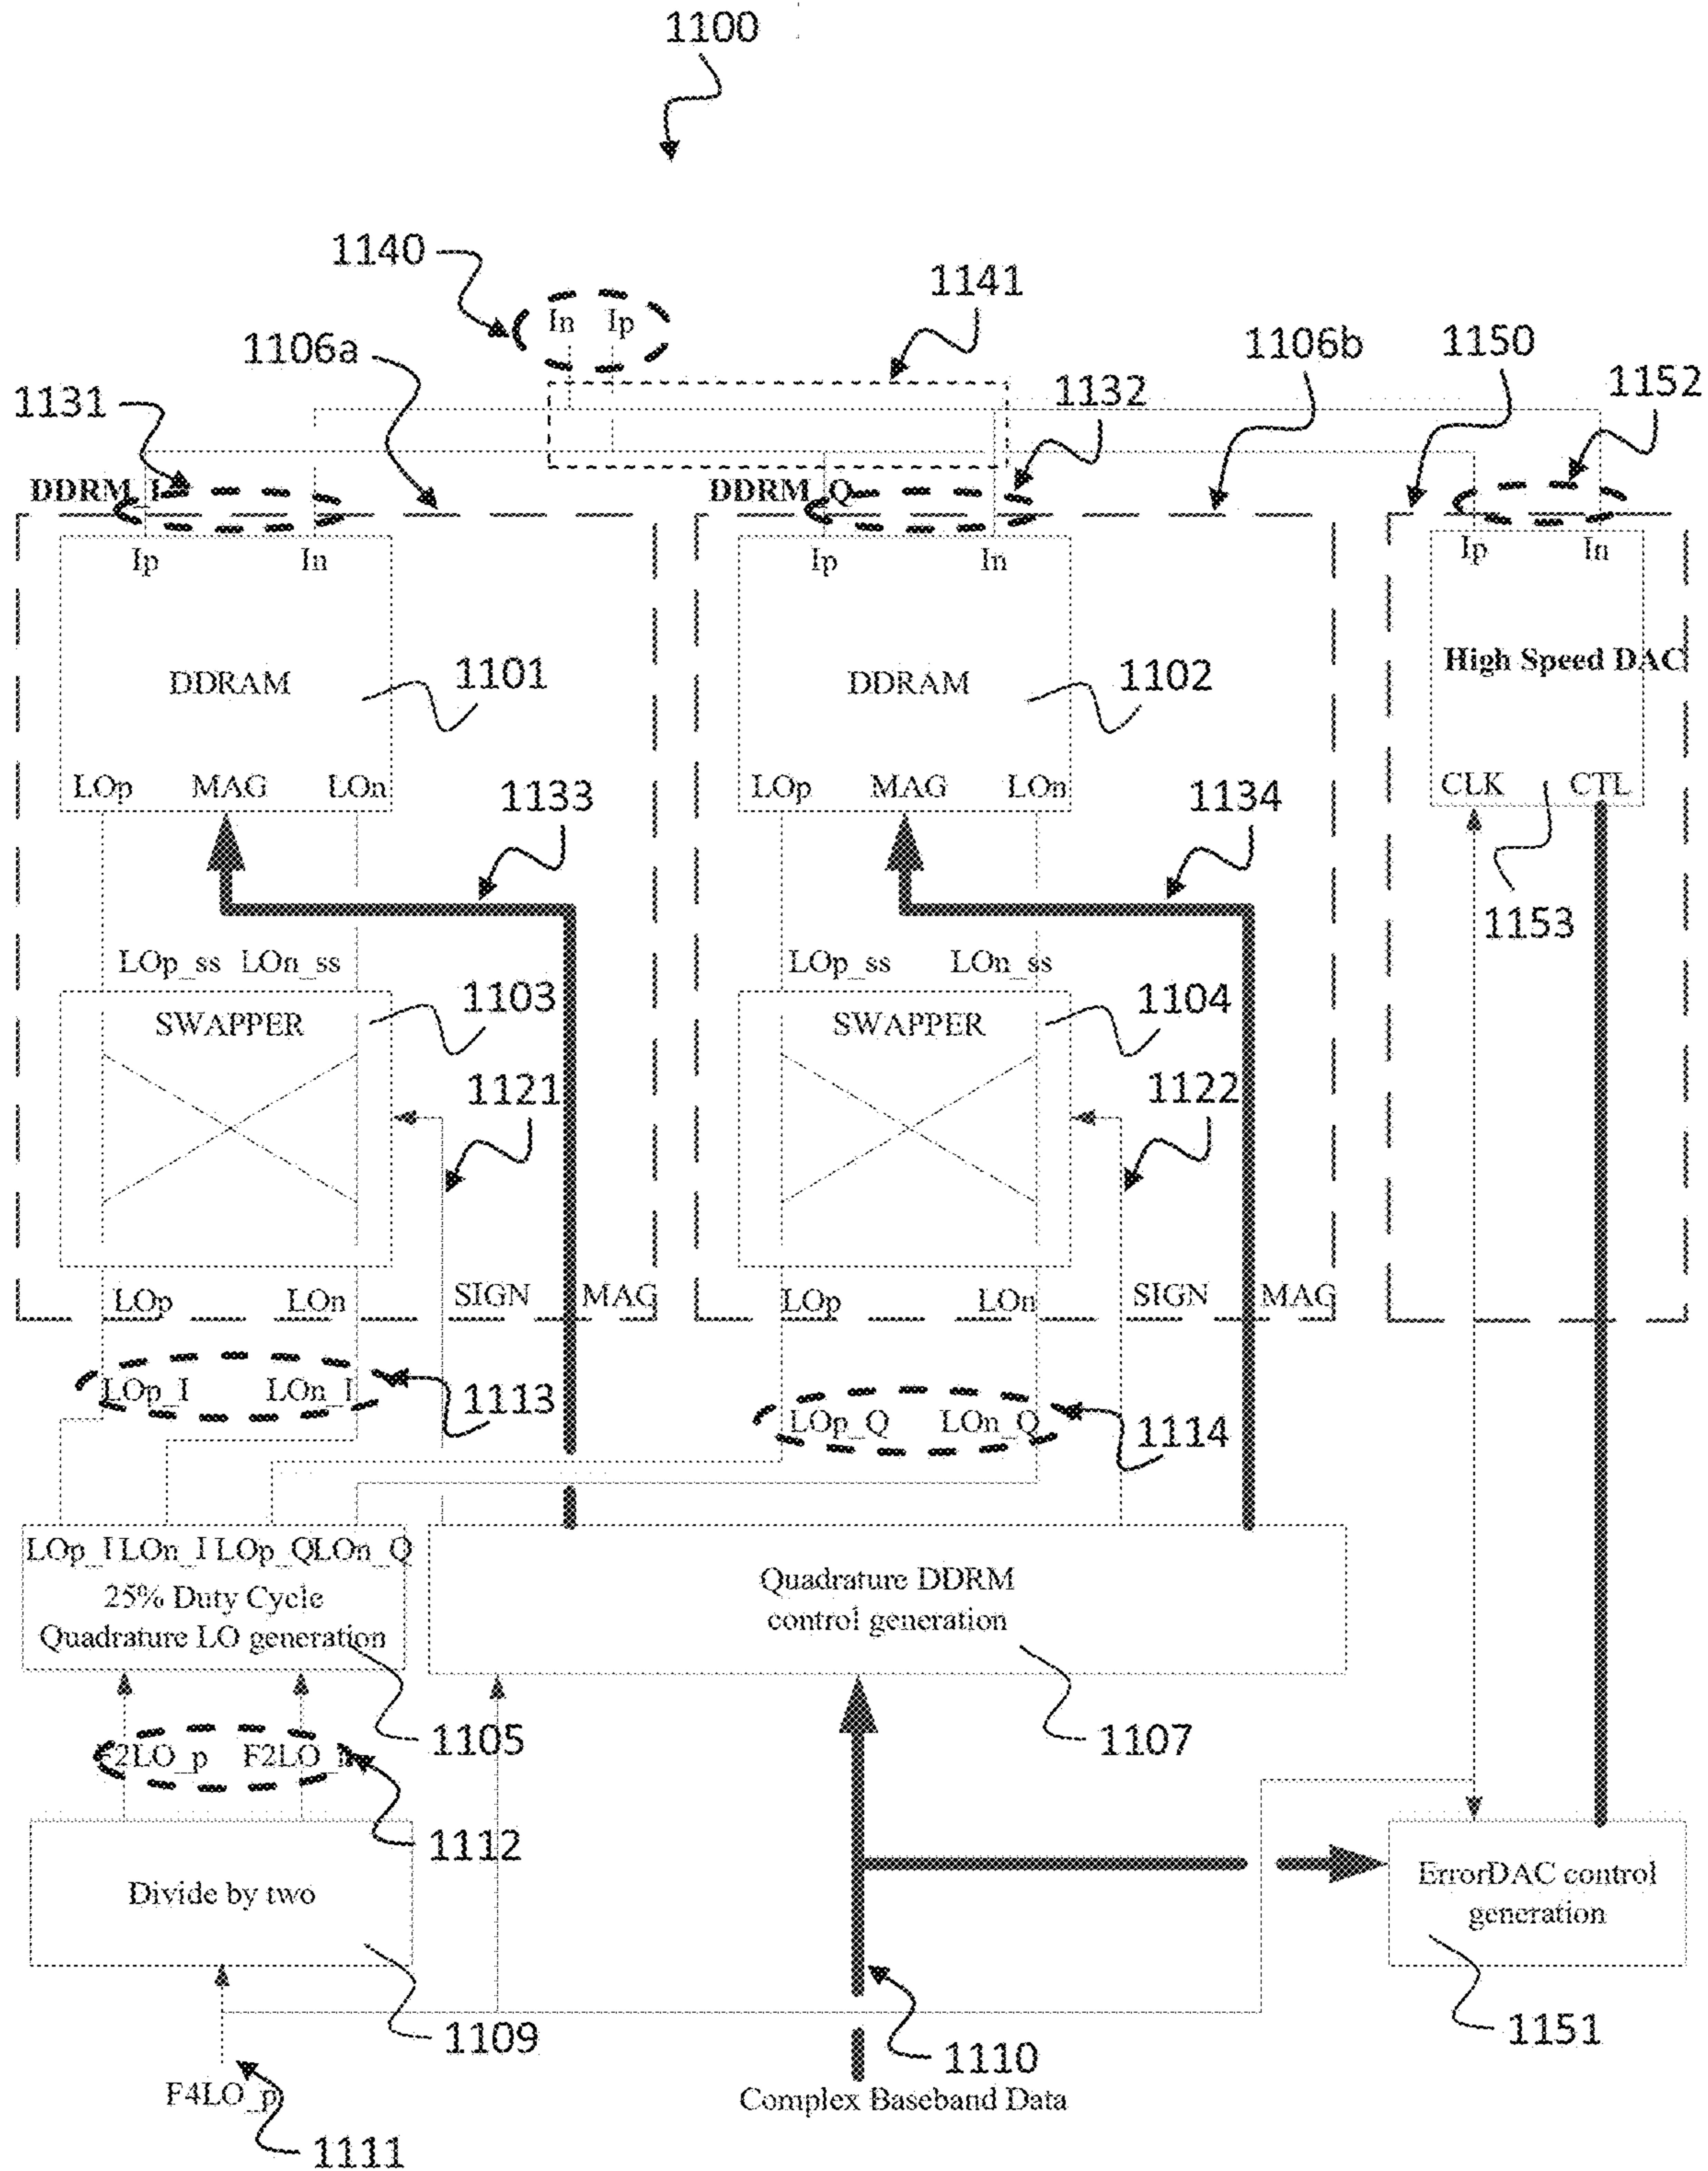 1100
1140
In Ip
1141
1106a
1106b
1150
1131
1132
1152
DDRM_I
DDRM_Q
Ip In
Ip In
Ip In
DDRAM
1101
DDRAM
1102
High Speed DAC
LOp MAG LOn
LOp MAG LOn
CLK CTL
1133
1134
1153
LOp_ss LOn_ss
LOp_ss LOn_ss
SWAPPER
1103
SWAPPER
1104
1121
1122
LOp LOn SIGN MAG
LOp LOn SIGN MAG
LOp_I LOn_I
1113
LOp_Q LOn_Q
1114
LOp_I LOn_I LOp_Q LOn_Q
25% Duty Cycle
Quadrature LO generation
Quadrature DDRM
control generation
1105
1107
F2LO_p F2LO_n
1112
Divide by two
ErrorDAC control
generation
1109
1110
1151
F4LO_p
Complex Baseband Data
1111